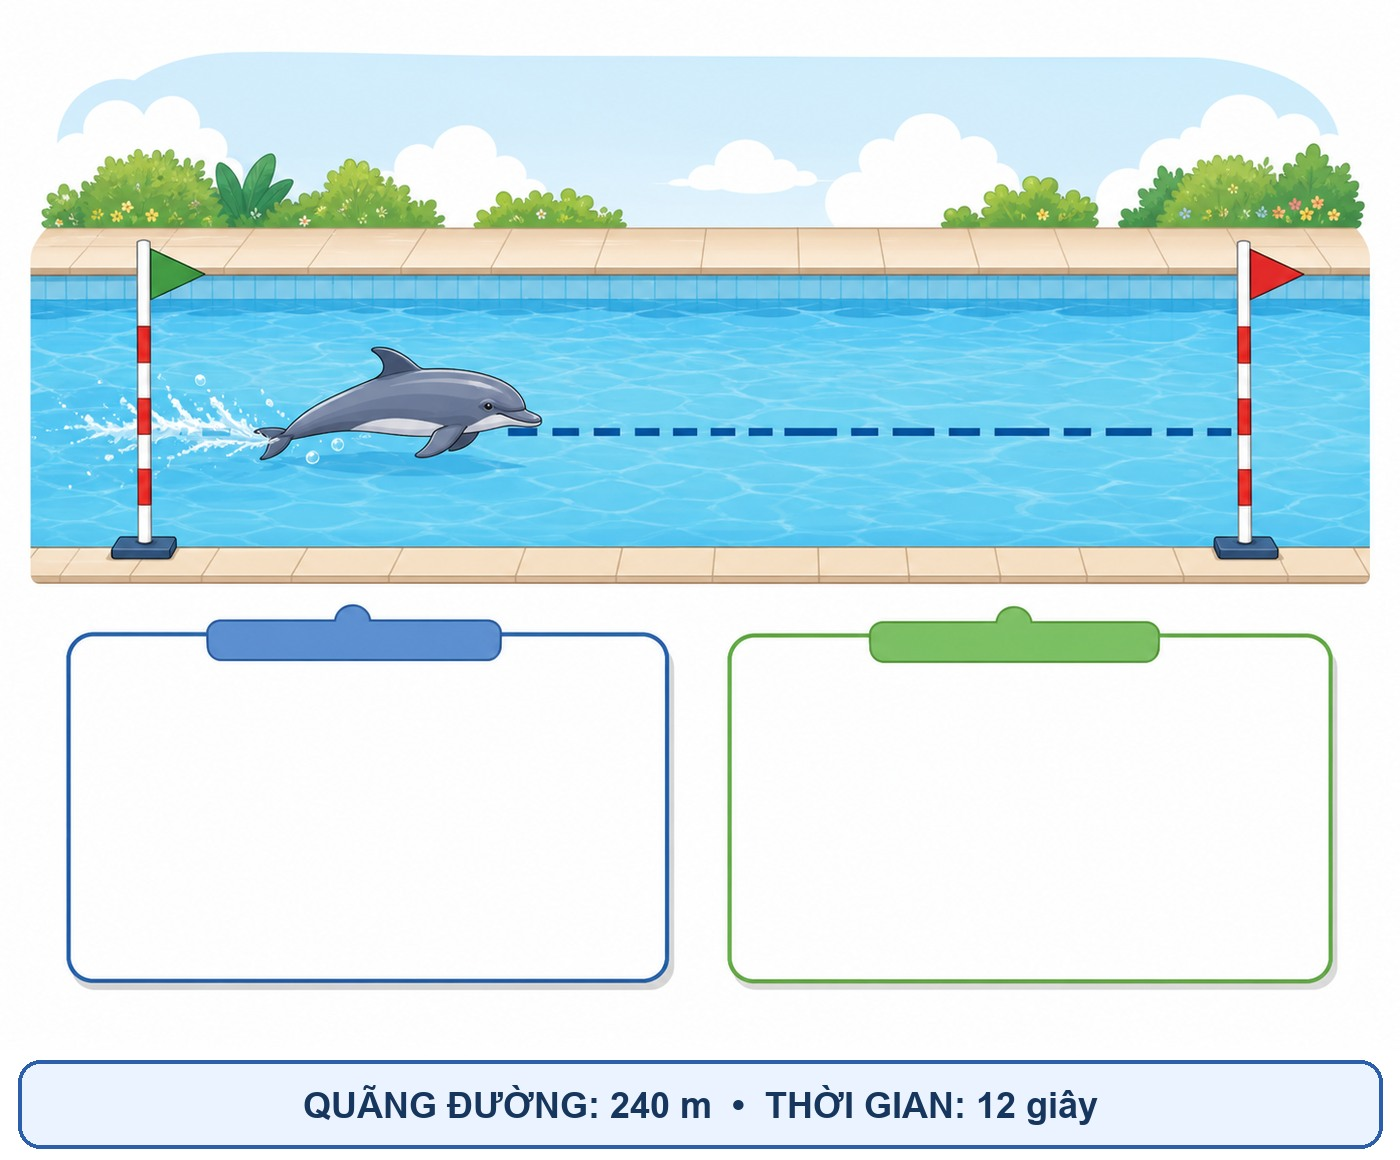 QUÃNG ĐƯỜNG: 240 m • THỜI GIAN: 12 giây